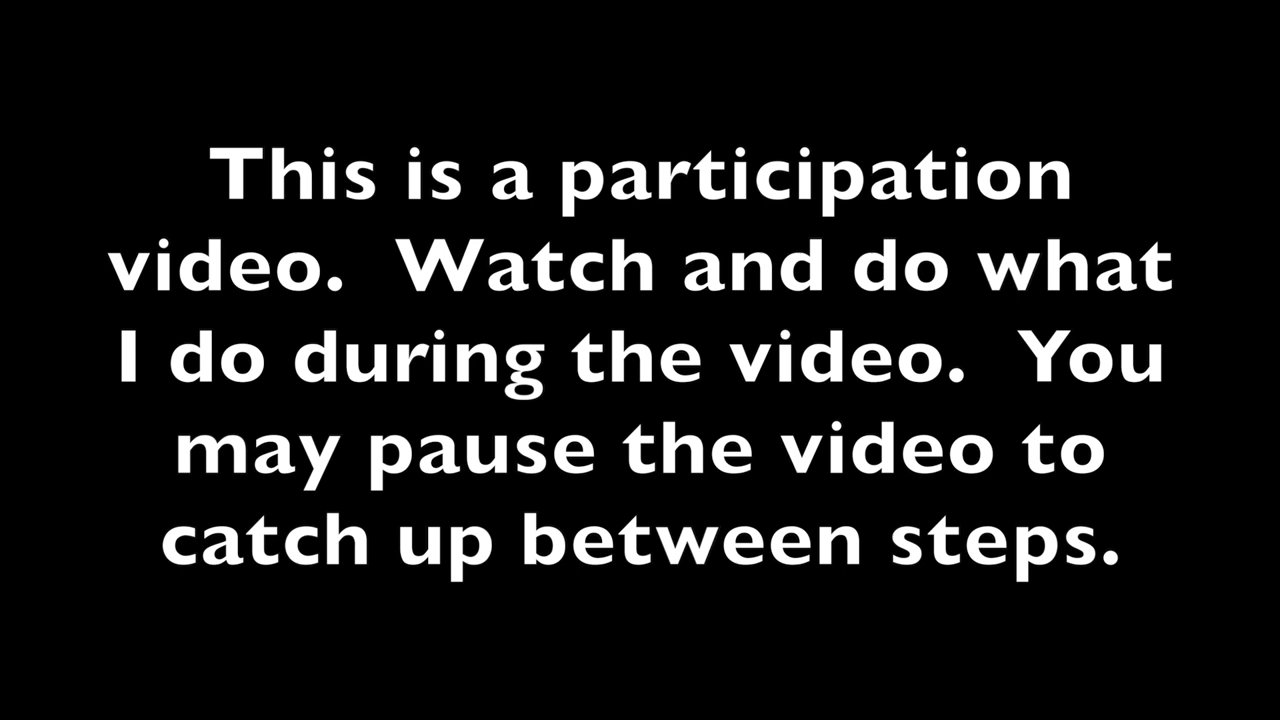 This is a participation
video.  Watch and do what
I do during the video.  You
may pause the video to
catch up between steps.